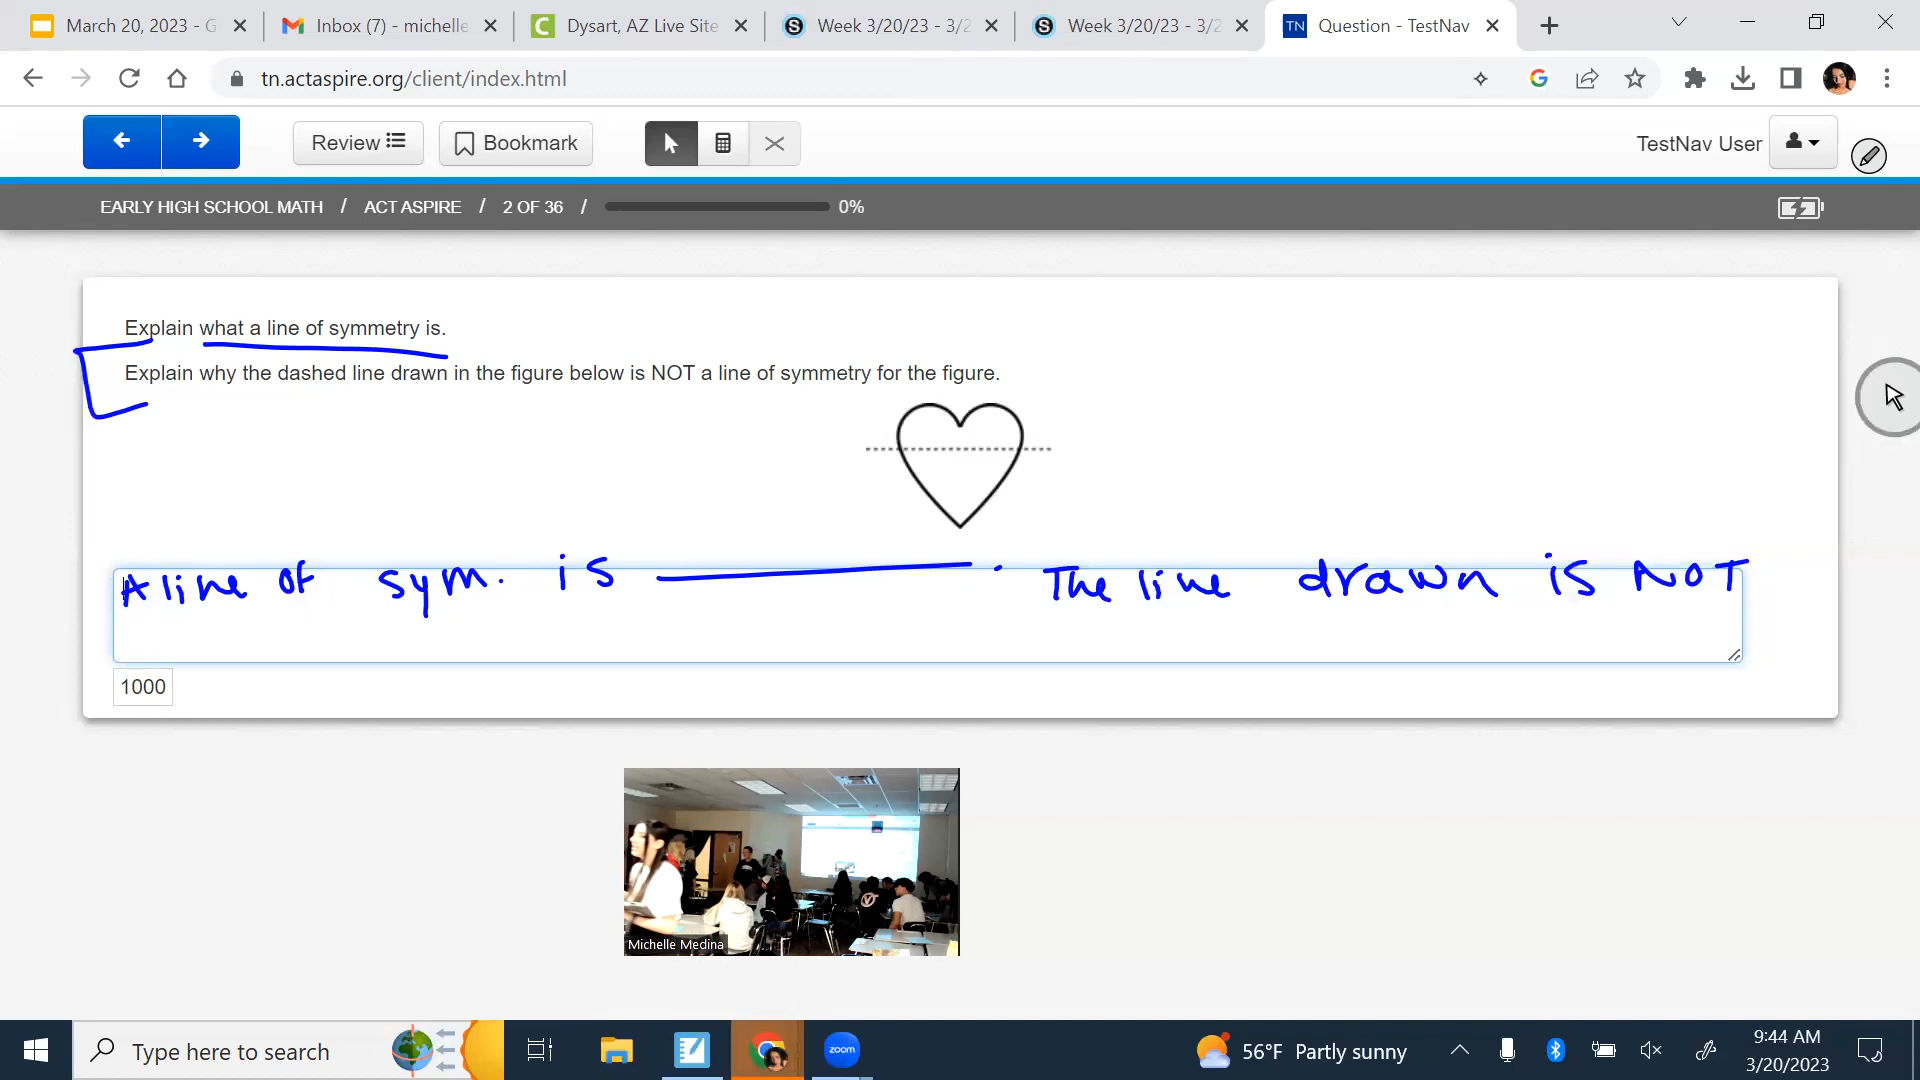 March 20, 2023 - G
Inbox (7) - michelle
Dysart, AZ Live Site
Week 3/20/23 - 3/2
Week 3/20/23 - 3/2
TN Question - TestNav
tn.actaspire.org/client/index.html
Review
Bookmark
TestNav User
EARLY HIGH SCHOOL MATH / ACT ASPIRE / 2 OF 36 / 0%
Explain what a line of symmetry is.
Explain why the dashed line drawn in the figure below is NOT a line of symmetry for the figure.
A line of sym. is ________. The line drawn is NOT
1000
Michelle Medina
Type here to search
zoom
56°F Partly sunny
9:44 AM
3/20/2023